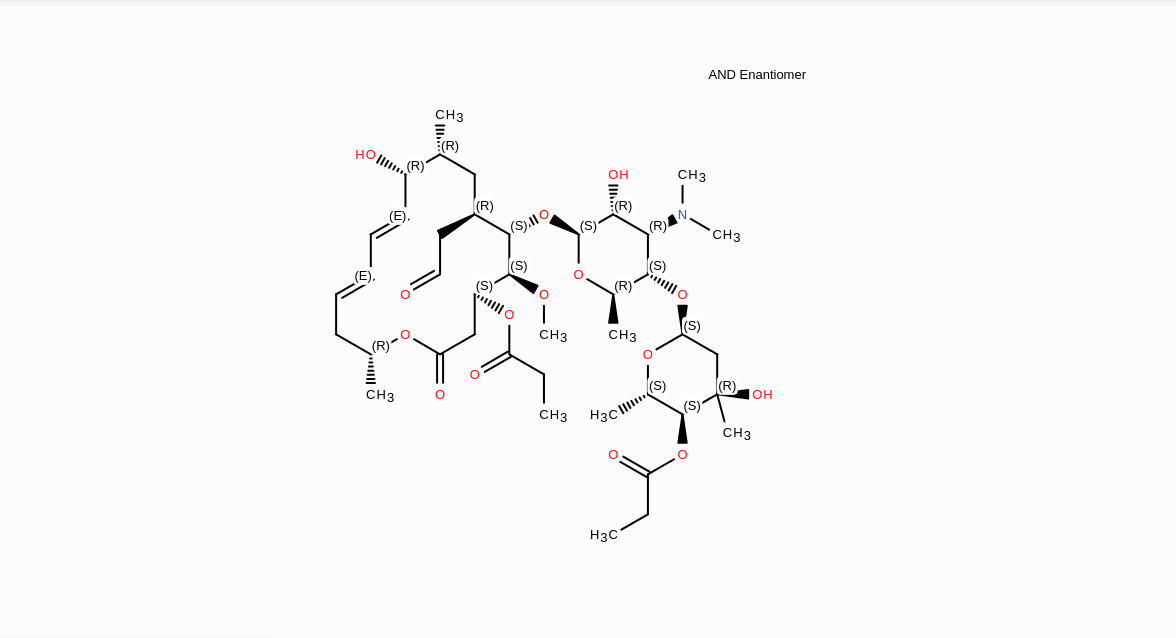 AND Enantiomer
CH3
(R)
HO
(R)
OH
CH3
(R)
(R)
(E)
(S)
O
(S)
(R)
N
CH3
(S)
(S)
(E)
O
(S)
(R)
O
O
O
O
(R)
O
CH3
CH3
(S)
O
O
O
(S)
(R)
OH
CH3
O
CH3
H3C
(S)
CH3
O
O
H3C